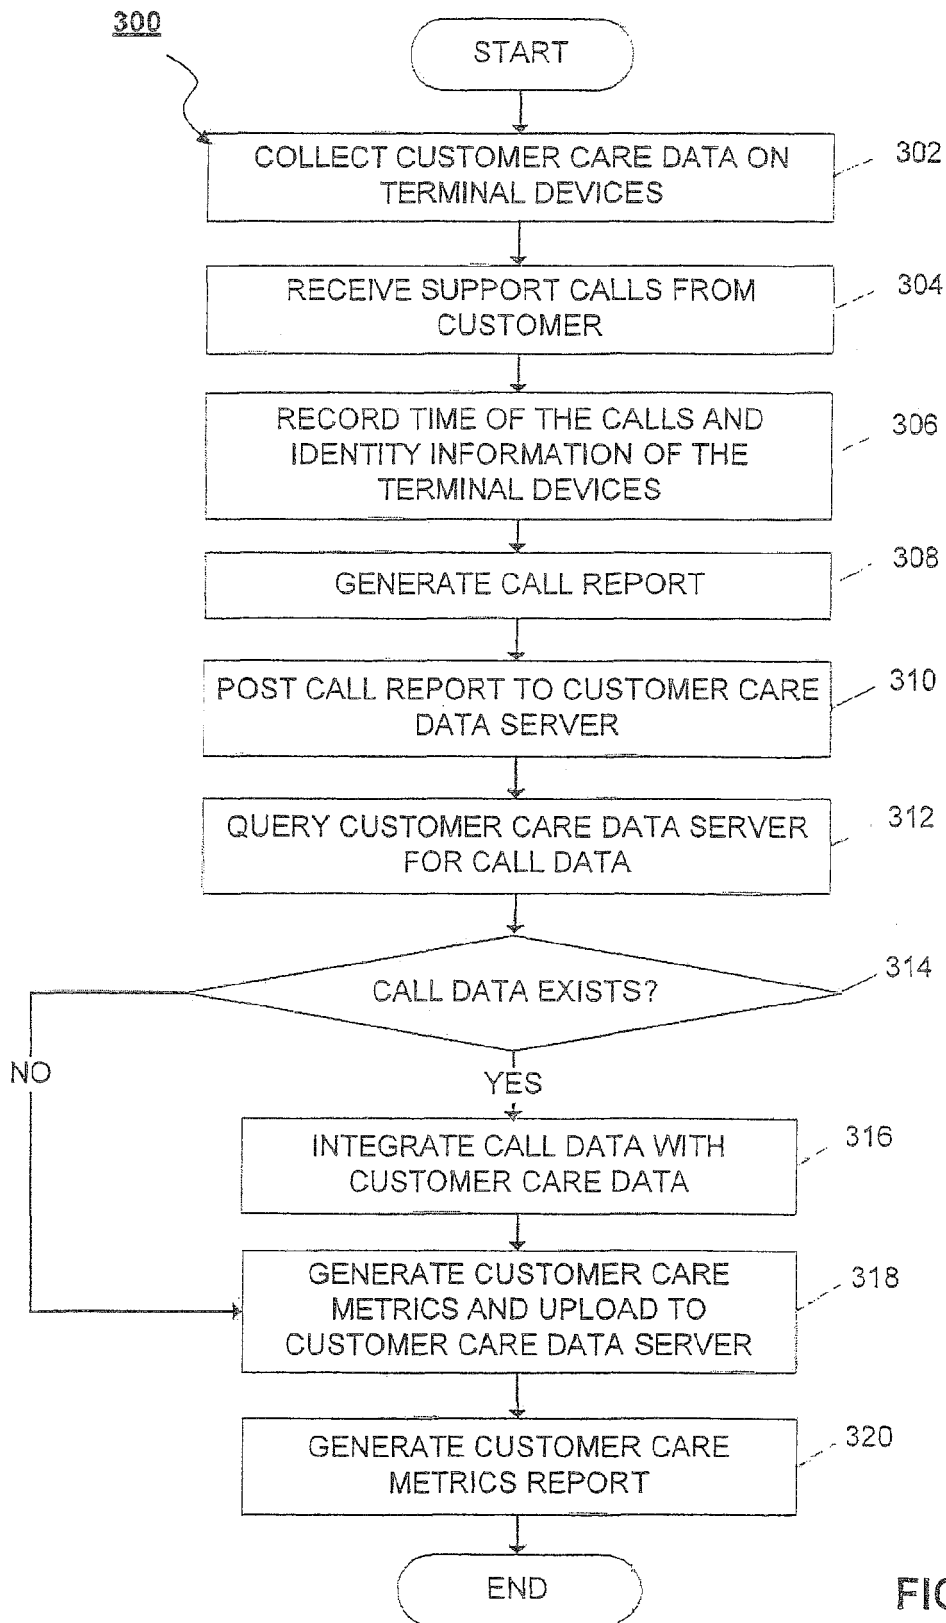 300
START
COLLECT CUSTOMER CARE DATA ON
TERMINAL DEVICES
302
RECEIVE SUPPORT CALLS FROM
CUSTOMER
304
RECORD TIME OF THE CALLS AND
IDENTITY INFORMATION OF THE
TERMINAL DEVICES
306
GENERATE CALL REPORT
308
POST CALL REPORT TO CUSTOMER CARE
DATA SERVER
310
QUERY CUSTOMER CARE DATA SERVER
FOR CALL DATA
312
CALL DATA EXISTS?
314
NO
YES
INTEGRATE CALL DATA WITH
CUSTOMER CARE DATA
316
GENERATE CUSTOMER CARE
METRICS AND UPLOAD TO
CUSTOMER CARE DATA SERVER
318
GENERATE CUSTOMER CARE
METRICS REPORT
320
END